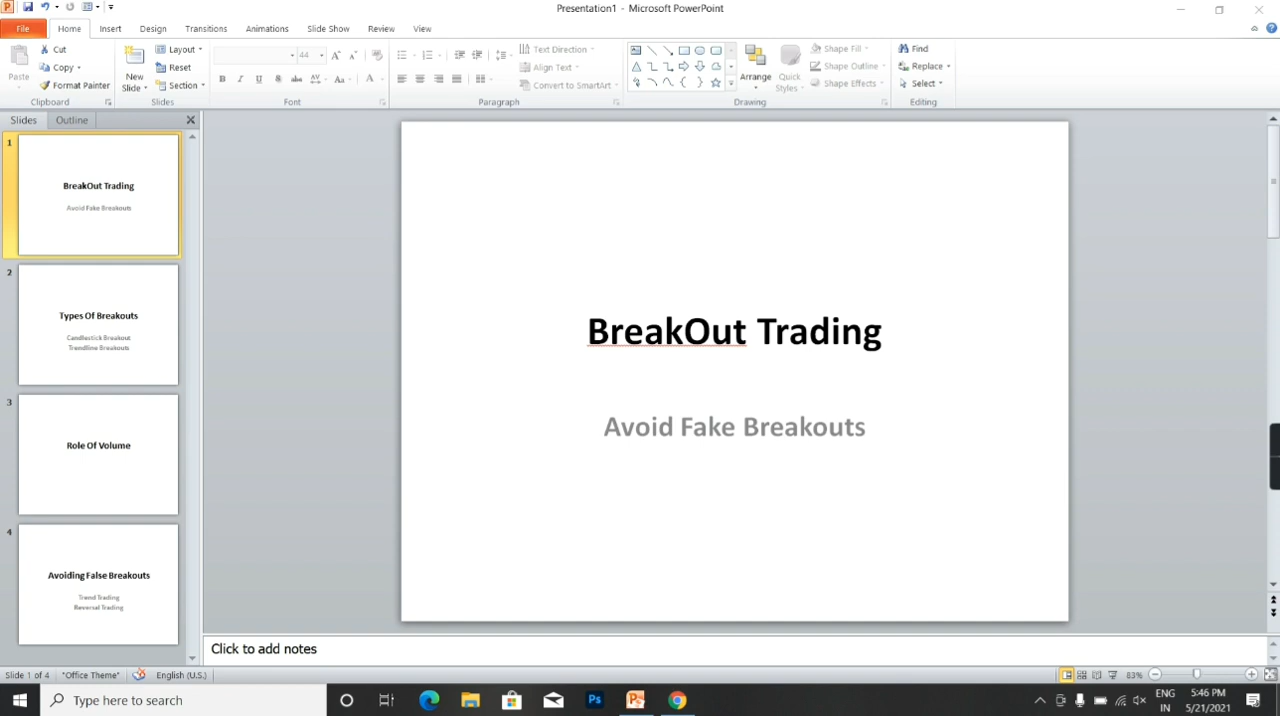 Presentation1 - Microsoft PowerPoint
File Home Insert Design Transitions Animations Slide Show Review View
Paste
Cut
Copy
Format Painter
Clipboard
New Slide
Layout
Reset
Section
Slides
44
B I U S abc AV Aa A
Font
Text Direction
Align Text
Convert to SmartArt
Paragraph
Arrange
Quick Styles
Shape Fill
Shape Outline
Shape Effects
Drawing
Find
Replace
Select
Editing
Slides Outline
1
BreakOut Trading
Avoid Fake Breakouts
2
Types Of Breakouts
Candlestick Breakout
Trendline Breakouts
3
Role Of Volume
4
Avoiding False Breakouts
Trend Trading
Reversal Trading
BreakOut Trading
Avoid Fake Breakouts
Click to add notes
Slide 1 of 4 "Office Theme" English (U.S.) 83%
Type here to search
Ps
ENG
IN
5:46 PM
5/21/2021